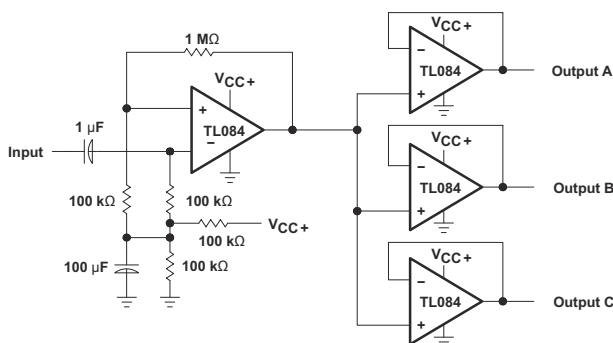 1 MΩ
VCC+
+
TL084
−
1 µF
Input
100 kΩ
100 kΩ
100 kΩ
VCC+
100 µF
100 kΩ
VCC+
−
TL084
+
Output A
VCC+
−
TL084
+
Output B
VCC+
−
TL084
+
Output C